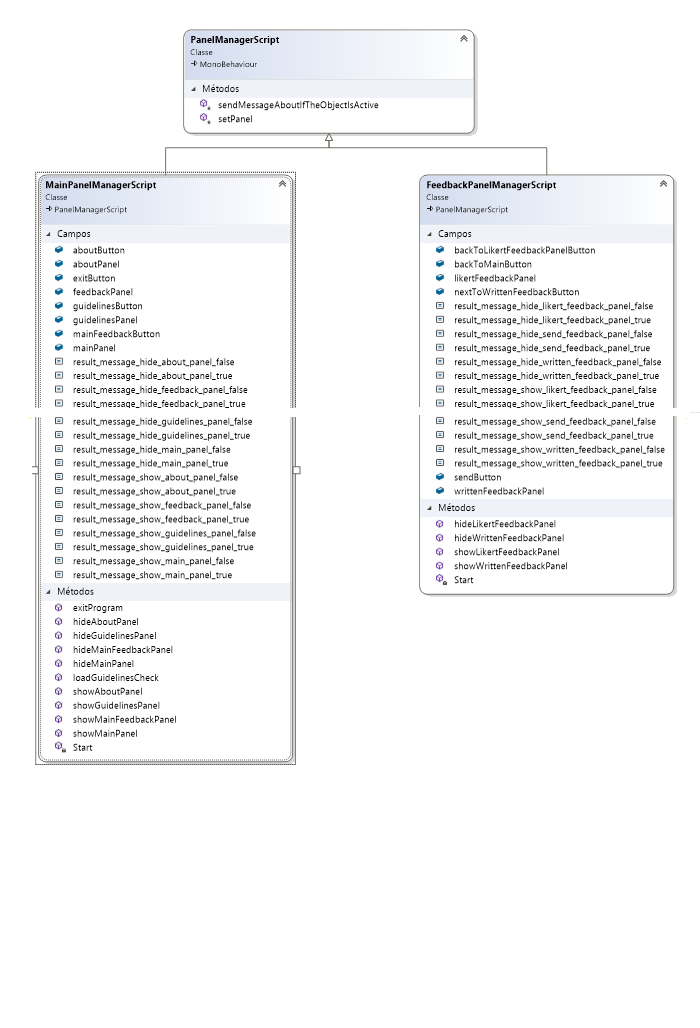 PanelManagerScript
Classe
MonoBehaviour
Métodos
sendMessageAboutIfTheObjectIsActive
setPanel
MainPanelManagerScript
Classe
PanelManagerScript
Campos
aboutButton
aboutPanel
exitButton
feedbackPanel
guidelinesButton
guidelinesPanel
mainFeedbackButton
mainPanel
result_message_hide_about_panel_false
result_message_hide_about_panel_true
result_message_hide_feedback_panel_false
result_message_hide_feedback_panel_true
result_message_hide_guidelines_panel_false
result_message_hide_guidelines_panel_true
result_message_hide_main_panel_false
result_message_hide_main_panel_true
result_message_show_about_panel_false
result_message_show_about_panel_true
result_message_show_feedback_panel_false
result_message_show_feedback_panel_true
result_message_show_guidelines_panel_false
result_message_show_guidelines_panel_true
result_message_show_main_panel_false
result_message_show_main_panel_true
Métodos
exitProgram
hideAboutPanel
hideGuidelinesPanel
hideMainFeedbackPanel
hideMainPanel
loadGuidelinesCheck
showAboutPanel
showGuidelinesPanel
showMainFeedbackPanel
showMainPanel
Start
FeedbackPanelManagerScript
Classe
PanelManagerScript
Campos
backToLikertFeedbackPanelButton
backToMainButton
likertFeedbackPanel
nextToWrittenFeedbackButton
result_message_hide_likert_feedback_panel_false
result_message_hide_likert_feedback_panel_true
result_message_hide_send_feedback_panel_false
result_message_hide_send_feedback_panel_true
result_message_hide_written_feedback_panel_false
result_message_hide_written_feedback_panel_true
result_message_show_likert_feedback_panel_false
result_message_show_likert_feedback_panel_true
result_message_show_send_feedback_panel_false
result_message_show_send_feedback_panel_true
result_message_show_written_feedback_panel_false
result_message_show_written_feedback_panel_true
sendButton
writtenFeedbackPanel
Métodos
hideLikertFeedbackPanel
hideWrittenFeedbackPanel
showLikertFeedbackPanel
showWrittenFeedbackPanel
Start